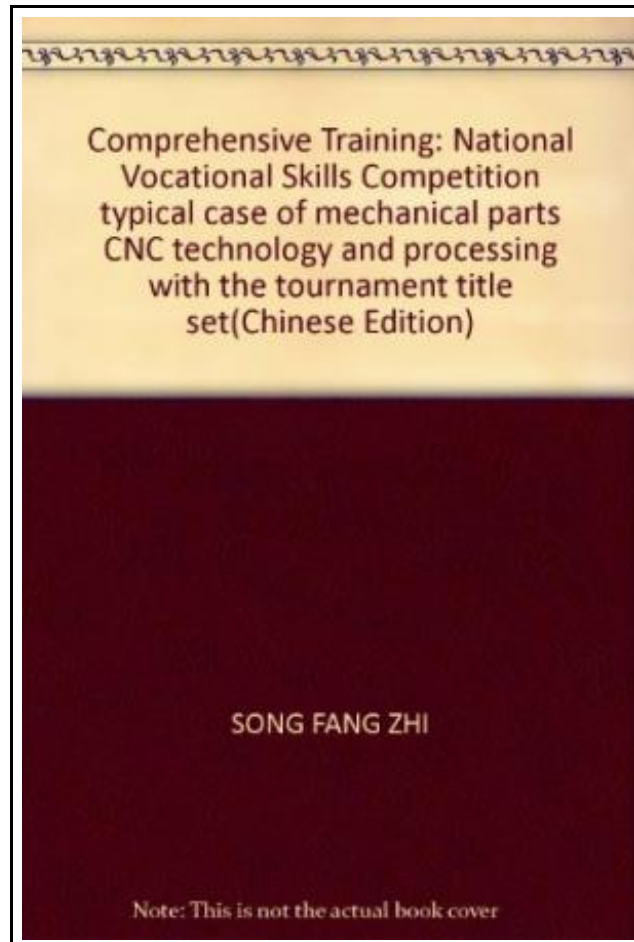 Comprehensive Training: National
Vocational Skills Competition
typical case of mechanical parts
CNC technology and processing
with the tournament title
set(Chinese Edition)
SONG FANG ZHI
Note: This is not the actual book cover